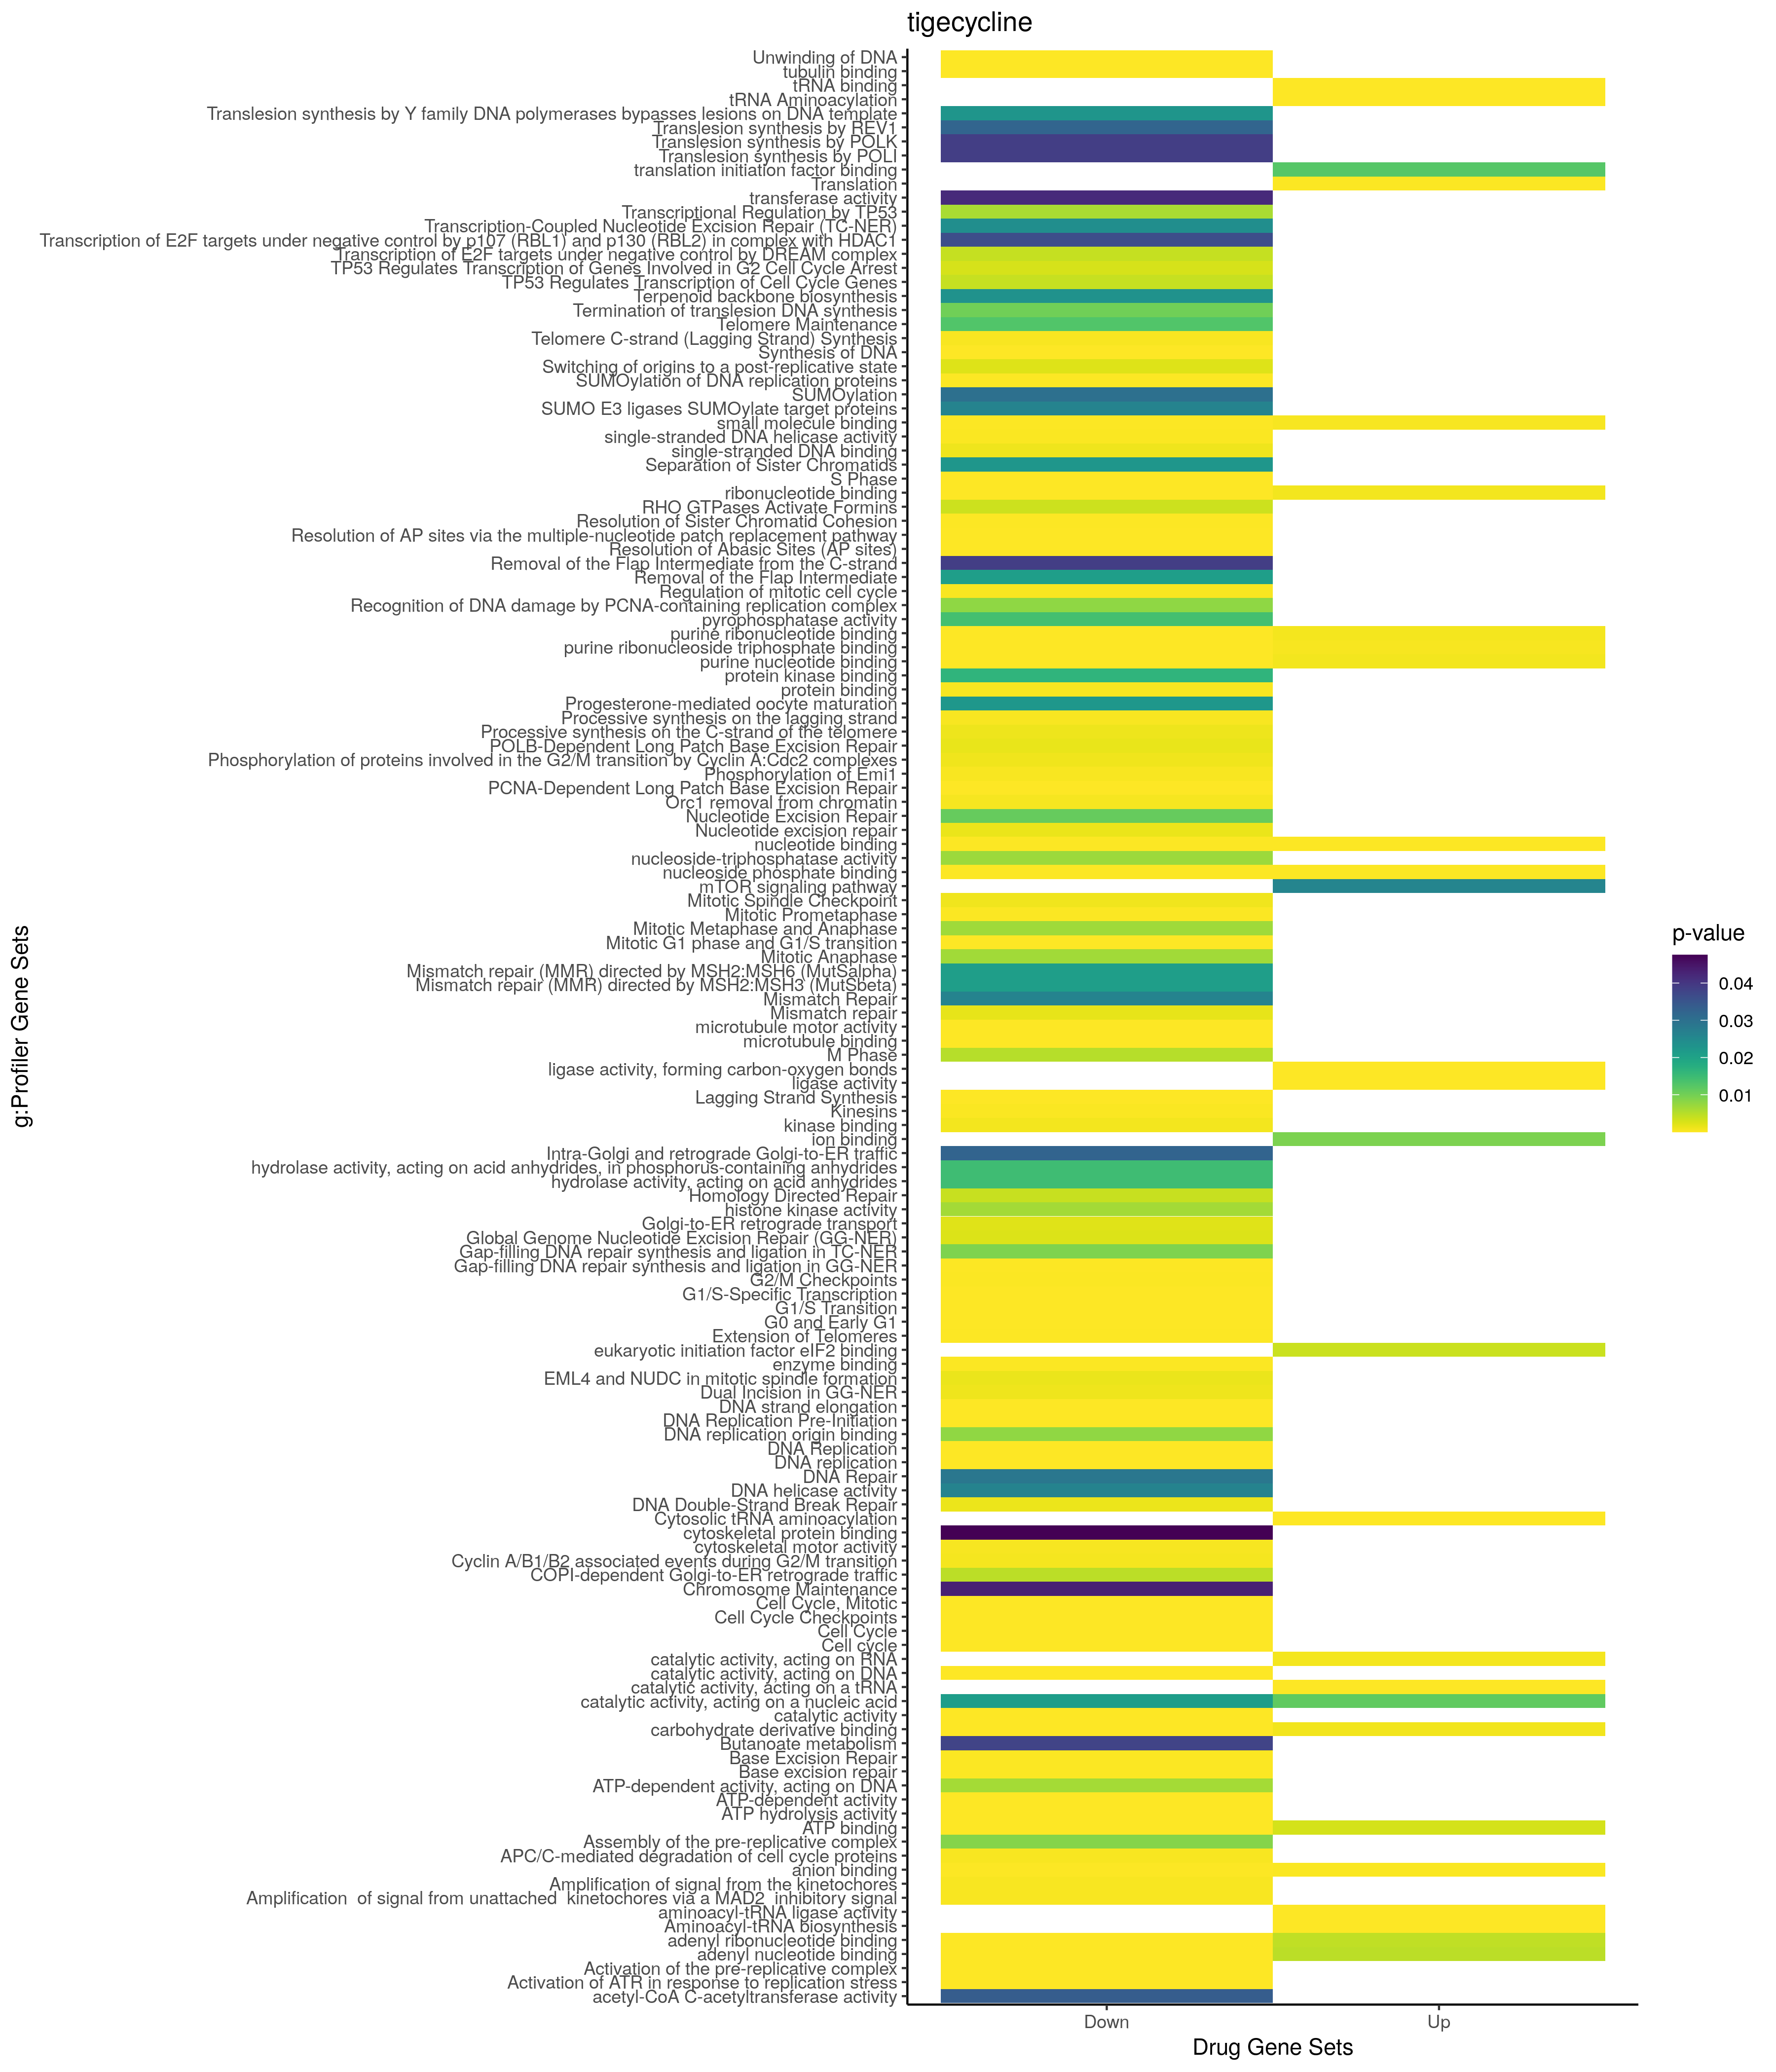 tigecycline
Unwinding of DNA
tubulin binding
tRNA binding
tRNA Aminoacylation
Translesion synthesis by Y family DNA polymerases bypasses lesions on DNA template
Translesion synthesis by REV1
Translesion synthesis by POLK
Translesion synthesis by POLI
translation initiation factor binding
Translation
transferase activity
Transcriptional Regulation by TP53
Transcription-Coupled Nucleotide Excision Repair (TC-NER)
Transcription of E2F targets under negative control by p107 (RBL1) and p130 (RBL2) in complex with HDAC1
Transcription of E2F targets under negative control by DREAM complex
TP53 Regulates Transcription of Genes Involved in G2 Cell Cycle Arrest
TP53 Regulates Transcription of Cell Cycle Genes
Terpenoid backbone biosynthesis
Termination of translesion DNA synthesis
Telomere Maintenance
Telomere C-strand (Lagging Strand) Synthesis
Synthesis of DNA
Switching of origins to a post-replicative state
SUMOylation of DNA replication proteins
SUMOylation
SUMO E3 ligases SUMOylate target proteins
small molecule binding
single-stranded DNA helicase activity
single-stranded DNA binding
Separation of Sister Chromatids
S Phase
ribonucleotide binding
RHO GTPases Activate Formins
Resolution of Sister Chromatid Cohesion
Resolution of AP sites via the multiple-nucleotide patch replacement pathway
Resolution of Abasic Sites (AP sites)
Removal of the Flap Intermediate from the C-strand
Removal of the Flap Intermediate
Regulation of mitotic cell cycle
Recognition of DNA damage by PCNA-containing replication complex
pyrophosphatase activity
purine ribonucleotide binding
purine ribonucleoside triphosphate binding
purine nucleotide binding
protein kinase binding
protein binding
Progesterone-mediated oocyte maturation
Processive synthesis on the lagging strand
Processive synthesis on the C-strand of the telomere
POLB-Dependent Long Patch Base Excision Repair
Phosphorylation of proteins involved in the G2/M transition by Cyclin A:Cdc2 complexes
Phosphorylation of Emi1
PCNA-Dependent Long Patch Base Excision Repair
Orc1 removal from chromatin
Nucleotide Excision Repair
Nucleotide excision repair
nucleotide binding
nucleoside-triphosphatase activity
nucleoside phosphate binding
mTOR signaling pathway
Mitotic Spindle Checkpoint
Mitotic Prometaphase
Mitotic Metaphase and Anaphase
Mitotic G1 phase and G1/S transition
Mitotic Anaphase
Mismatch repair (MMR) directed by MSH2:MSH6 (MutSalpha)
Mismatch repair (MMR) directed by MSH2:MSH3 (MutSbeta)
Mismatch Repair
Mismatch repair
microtubule motor activity
microtubule binding
M Phase
ligase activity, forming carbon-oxygen bonds
ligase activity
Lagging Strand Synthesis
Kinesins
kinase binding
ion binding
Intra-Golgi and retrograde Golgi-to-ER traffic
hydrolase activity, acting on acid anhydrides, in phosphorus-containing anhydrides
hydrolase activity, acting on acid anhydrides
Homology Directed Repair
histone kinase activity
Golgi-to-ER retrograde transport
Global Genome Nucleotide Excision Repair (GG-NER)
Gap-filling DNA repair synthesis and ligation in TC-NER
Gap-filling DNA repair synthesis and ligation in GG-NER
G2/M Checkpoints
G1/S-Specific Transcription
G1/S Transition
G0 and Early G1
Extension of Telomeres
eukaryotic initiation factor eIF2 binding
enzyme binding
EML4 and NUDC in mitotic spindle formation
Dual Incision in GG-NER
DNA strand elongation
DNA Replication Pre-Initiation
DNA replication origin binding
DNA Replication
DNA replication
DNA Repair
DNA helicase activity
DNA Double-Strand Break Repair
Cytosolic tRNA aminoacylation
cytoskeletal protein binding
cytoskeletal motor activity
Cyclin A/B1/B2 associated events during G2/M transition
COPI-dependent Golgi-to-ER retrograde traffic
Chromosome Maintenance
Cell Cycle, Mitotic
Cell Cycle Checkpoints
Cell Cycle
Cell cycle
catalytic activity, acting on RNA
catalytic activity, acting on DNA
catalytic activity, acting on a tRNA
catalytic activity, acting on a nucleic acid
catalytic activity
carbohydrate derivative binding
Butanoate metabolism
Base Excision Repair
Base excision repair
ATP-dependent activity, acting on DNA
ATP-dependent activity
ATP hydrolysis activity
ATP binding
Assembly of the pre-replicative complex
APC/C-mediated degradation of cell cycle proteins
anion binding
Amplification of signal from the kinetochores
Amplification  of signal from unattached  kinetochores via a MAD2  inhibitory signal
aminoacyl-tRNA ligase activity
Aminoacyl-tRNA biosynthesis
adenyl ribonucleotide binding
adenyl nucleotide binding
Activation of the pre-replicative complex
Activation of ATR in response to replication stress
acetyl-CoA C-acetyltransferase activity
g:Profiler Gene Sets
Down
Up
Drug Gene Sets
p-value
0.04
0.03
0.02
0.01